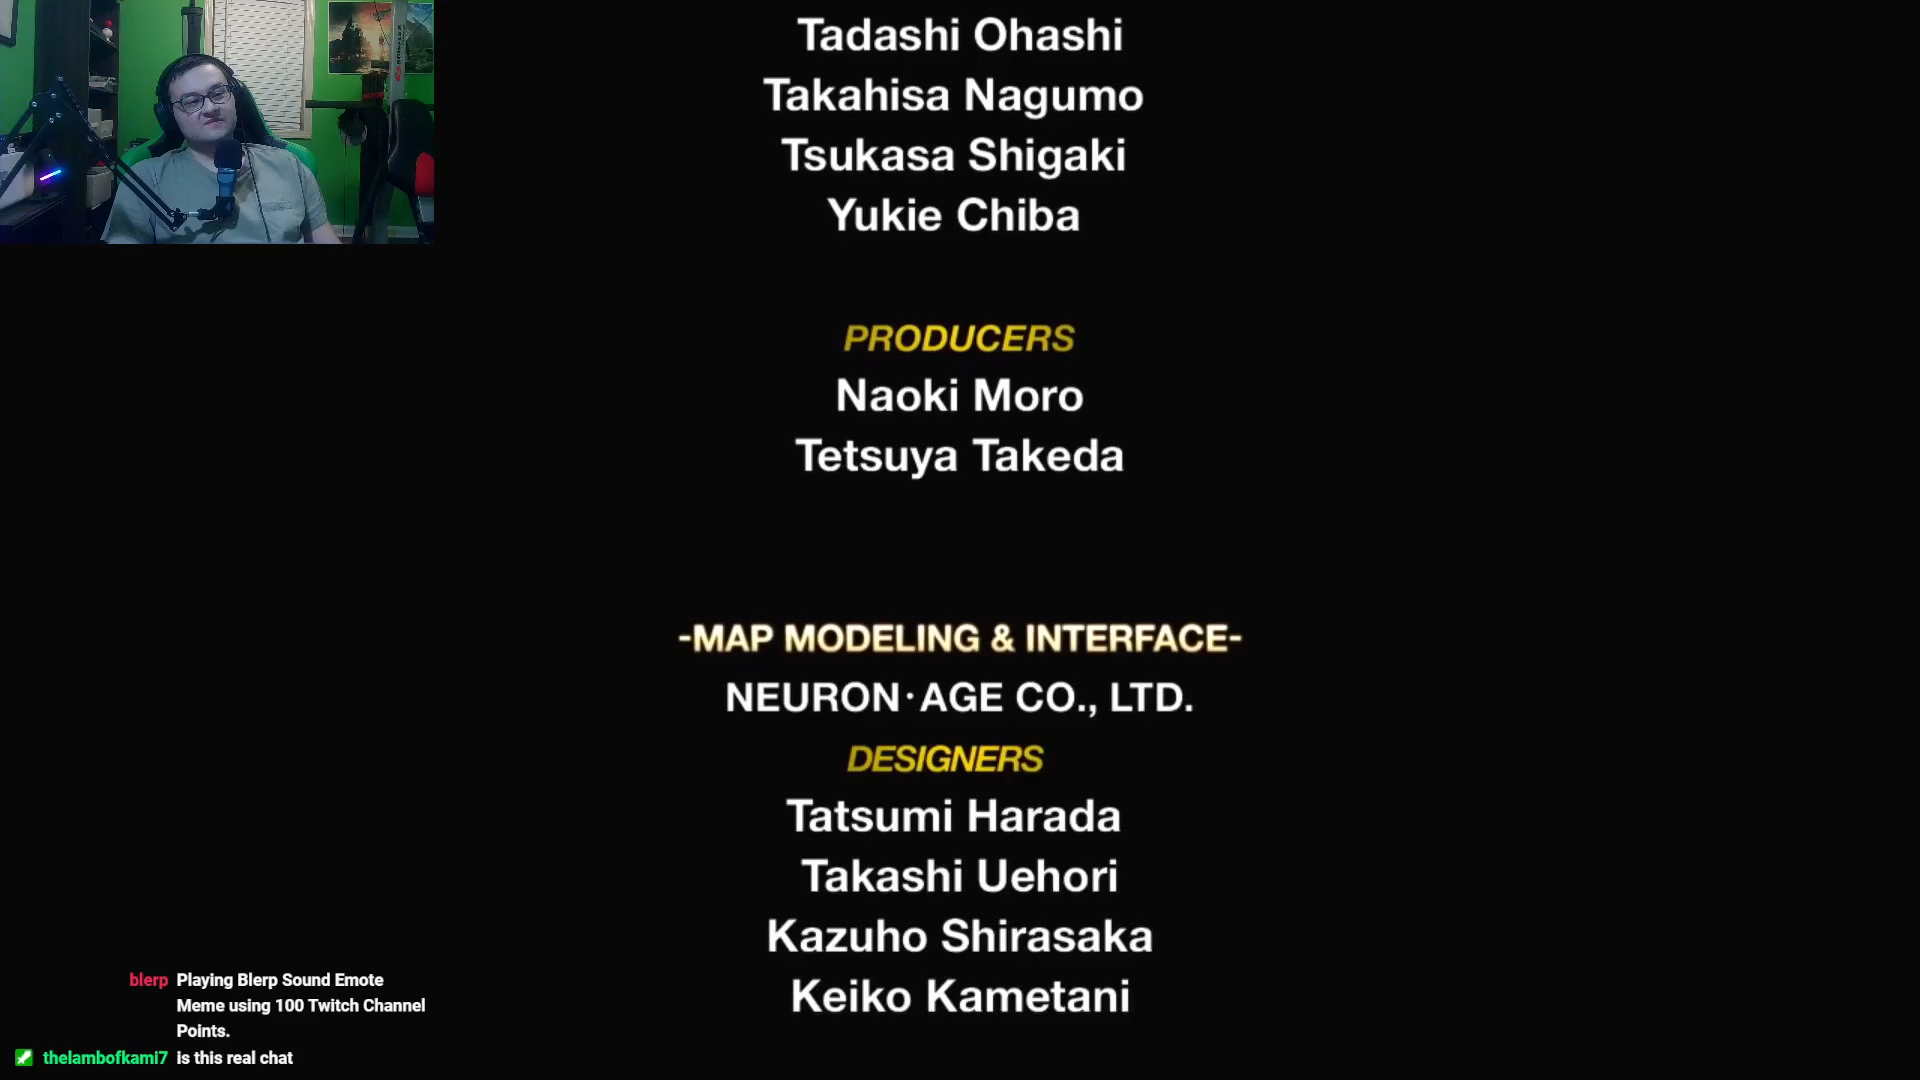 Tadashi Ohashi
Takahisa Nagumo
Tsukasa Shigaki
Yukie Chiba
PRODUCERS
Naoki Moro
Tetsuya Takeda
-MAP MODELING & INTERFACE-
NEURON·AGE CO., LTD.
DESIGNERS
Tatsumi Harada
Takashi Uehori
Kazuho Shirasaka
Keiko Kametani
blerp Playing Blerp Sound Emote
Meme using 100 Twitch Channel
Points.
thelambofkami7 is this real chat